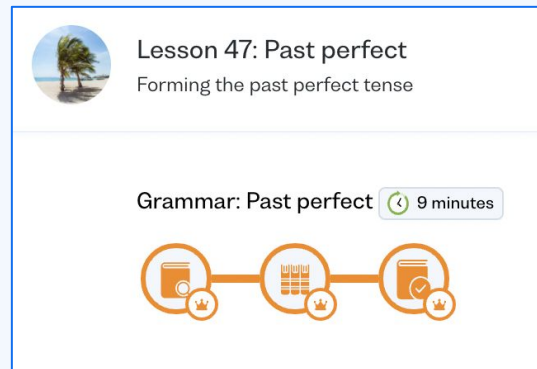 Lesson 47: Past perfect
Forming the past perfect tense
Grammar: Past perfect 9 minutes